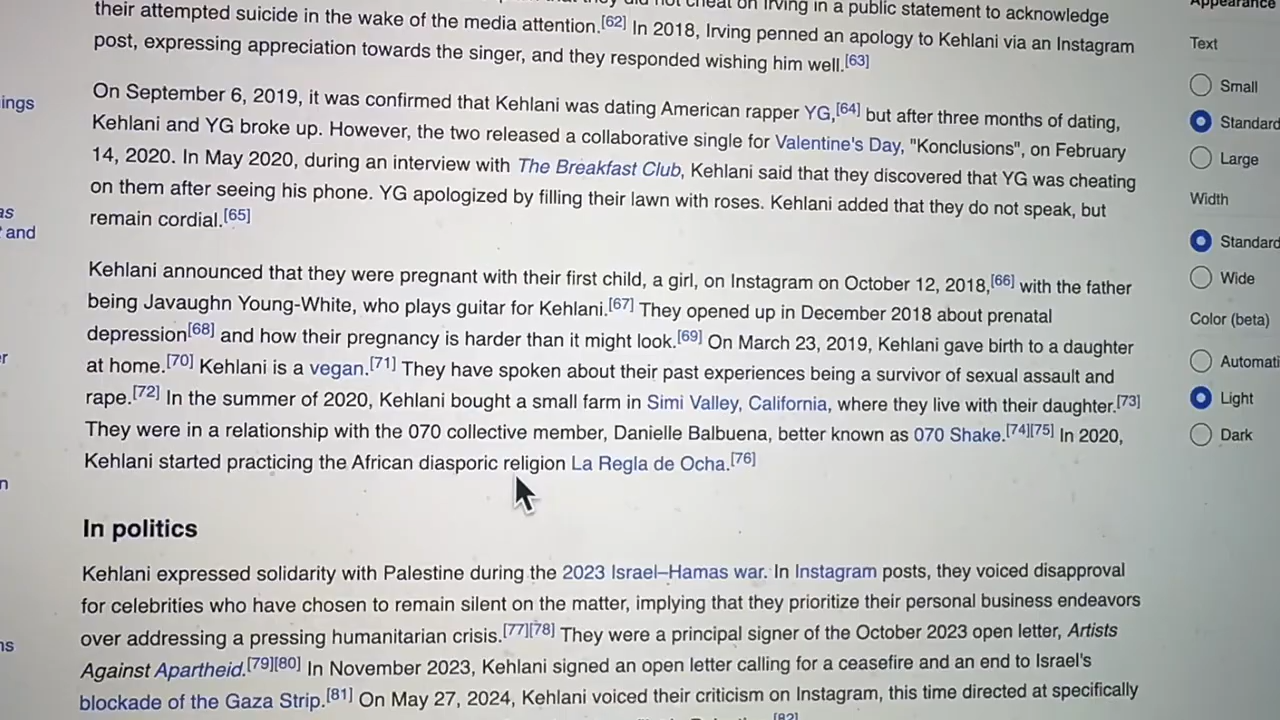 Appearance
their attempted suicide in the wake of the media attention.[62] In 2018, Irving penned an apology to Kehlani via an Instagram
post, expressing appreciation towards the singer, and they responded wishing him well.[63]
On September 6, 2019, it was confirmed that Kehlani was dating American rapper YG,[64] but after three months of dating,
Kehlani and YG broke up. However, the two released a collaborative single for Valentine's Day, "Konclusions", on February
14, 2020. In May 2020, during an interview with The Breakfast Club, Kehlani said that they discovered that YG was cheating
on them after seeing his phone. YG apologized by filling their lawn with roses. Kehlani added that they do not speak, but
remain cordial.[65]
Kehlani announced that they were pregnant with their first child, a girl, on Instagram on October 12, 2018,[66] with the father
being Javaughn Young-White, who plays guitar for Kehlani.[67] They opened up in December 2018 about prenatal
depression[68] and how their pregnancy is harder than it might look.[69] On March 23, 2019, Kehlani gave birth to a daughter
at home.[70] Kehlani is a vegan.[71] They have spoken about their past experiences being a survivor of sexual assault and
rape.[72] In the summer of 2020, Kehlani bought a small farm in Simi Valley, California, where they live with their daughter.[73]
They were in a relationship with the 070 collective member, Danielle Balbuena, better known as 070 Shake.[74][75] In 2020,
Kehlani started practicing the African diasporic religion La Regla de Ocha.[76]
In politics
Kehlani expressed solidarity with Palestine during the 2023 Israel–Hamas war. In Instagram posts, they voiced disapproval
for celebrities who have chosen to remain silent on the matter, implying that they prioritize their personal business endeavors
over addressing a pressing humanitarian crisis.[77][78] They were a principal signer of the October 2023 open letter, Artists
Against Apartheid.[79][80] In November 2023, Kehlani signed an open letter calling for a ceasefire and an end to Israel's
blockade of the Gaza Strip.[81] On May 27, 2024, Kehlani voiced their criticism on Instagram, this time directed at specifically
[82]
ings
as
and
er
n
ns
Text
Small
Standard
Large
Width
Standard
Wide
Color (beta)
Automati
Light
Dark